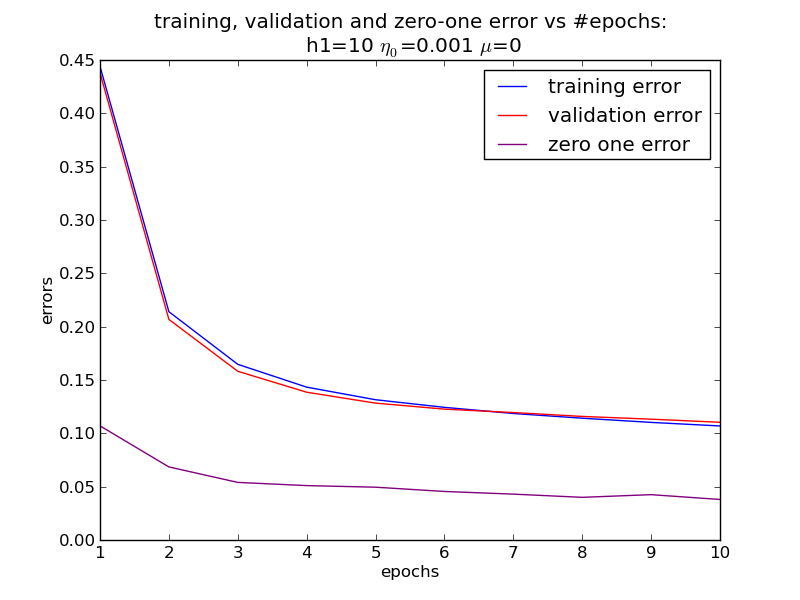 training, validation and zero-one error vs #epochs:
h1=10 η₀=0.001 μ=0
training error
validation error
zero one error
errors
0.45
0.40
0.35
0.30
0.25
0.20
0.15
0.10
0.05
0.00
1 2 3 4 5 6 7 8 9 10
epochs